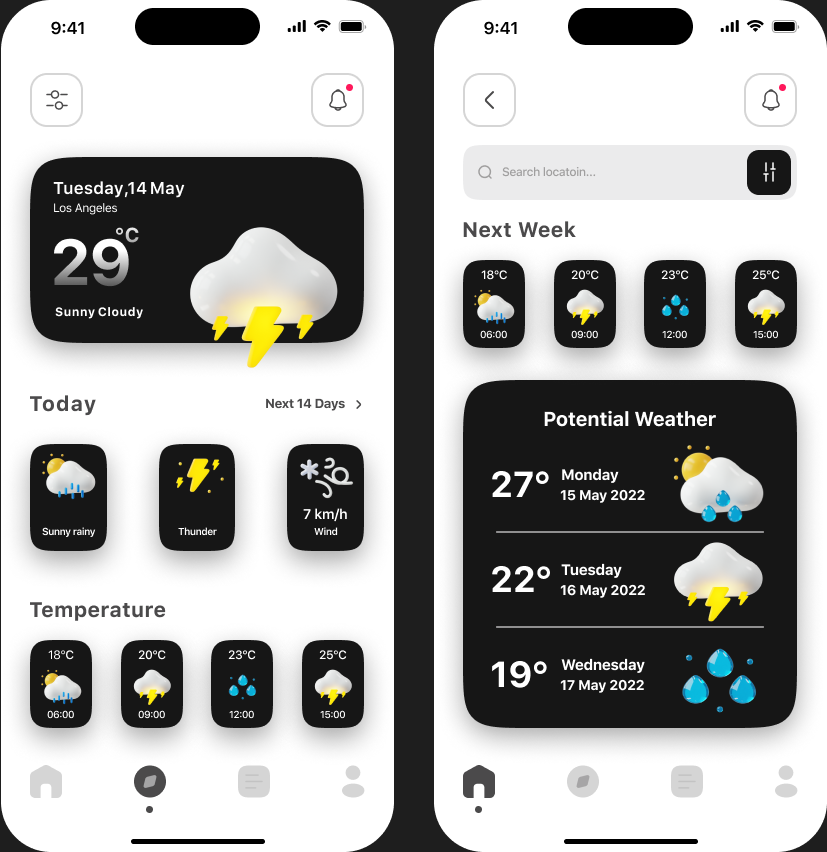 9:41
Tuesday,14 May
Los Angeles
29°C
Sunny Cloudy
Today
Next 14 Days >
Sunny rainy
Thunder
7 km/h
Wind
Temperature
18°C
06:00
20°C
09:00
23°C
12:00
25°C
15:00
9:41
Search locatoin...
Next Week
18°C
06:00
20°C
09:00
23°C
12:00
25°C
15:00
Potential Weather
27° Monday
15 May 2022
22° Tuesday
16 May 2022
19° Wednesday
17 May 2022